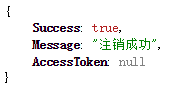 {
Success: true,
Message: "注销成功",
AccessToken: null
}